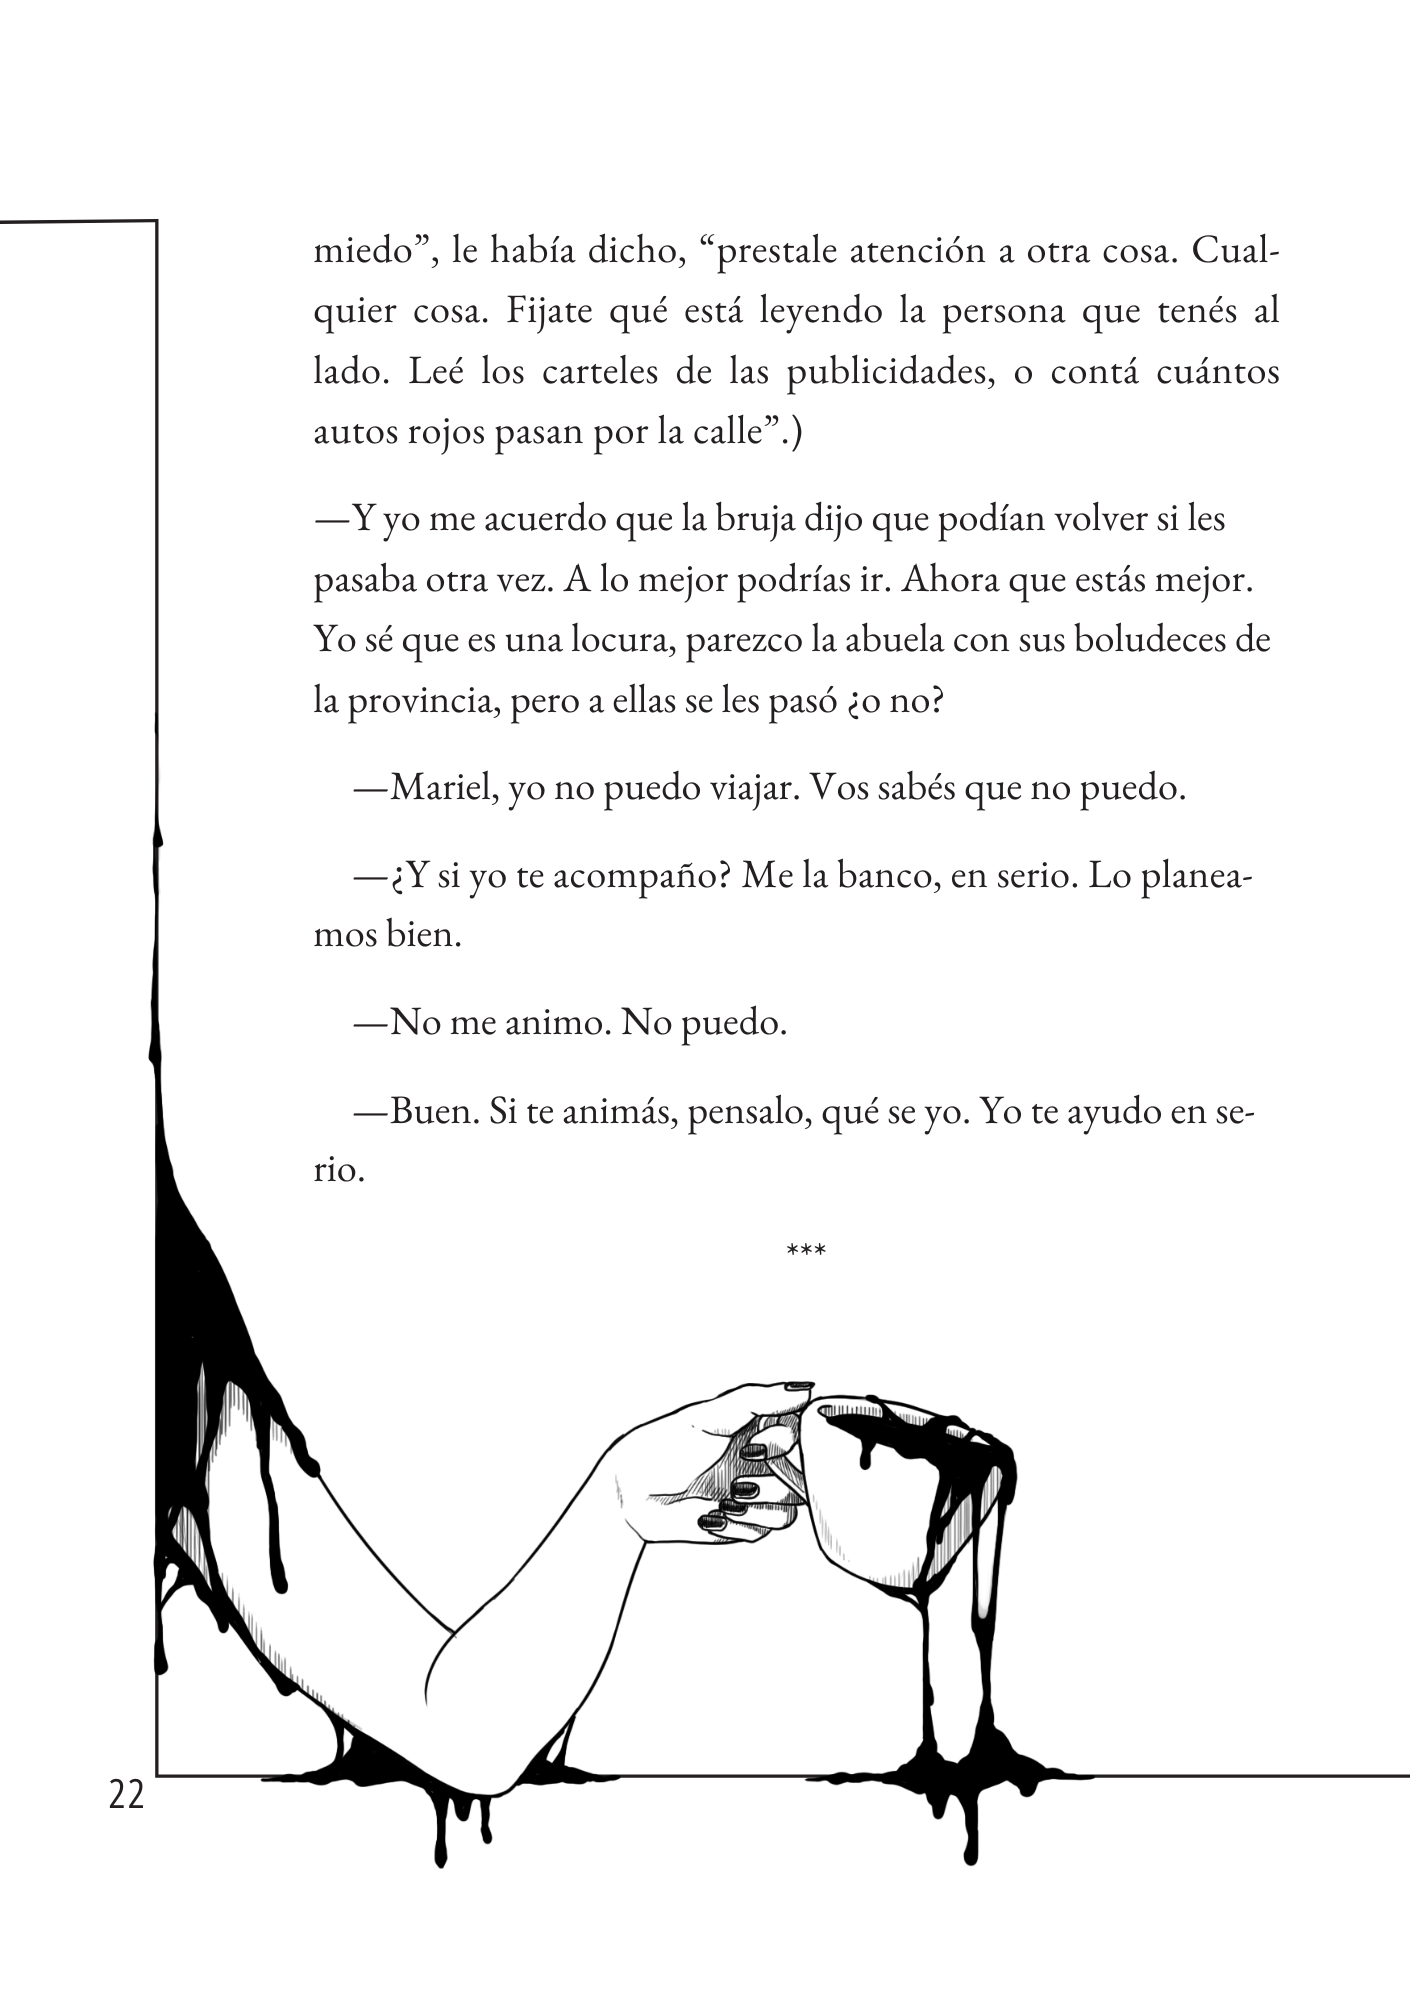 miedo”, le había dicho, “prestale atención a otra cosa. Cual-
quier cosa. Fijate qué está leyendo la persona que tenés al
lado. Leé los carteles de las publicidades, o contá cuántos
autos rojos pasan por la calle”.)
—Y yo me acuerdo que la bruja dijo que podían volver si les
pasaba otra vez. A lo mejor podrías ir. Ahora que estás mejor.
Yo sé que es una locura, parezco la abuela con sus boludeces de
la provincia, pero a ellas se les pasó ¿o no?
—Mariel, yo no puedo viajar. Vos sabés que no puedo.
—¿Y si yo te acompaño? Me la banco, en serio. Lo planea-
mos bien.
—No me animo. No puedo.
—Buen. Si te animás, pensalo, qué se yo. Yo te ayudo en se-
rio.
***
22